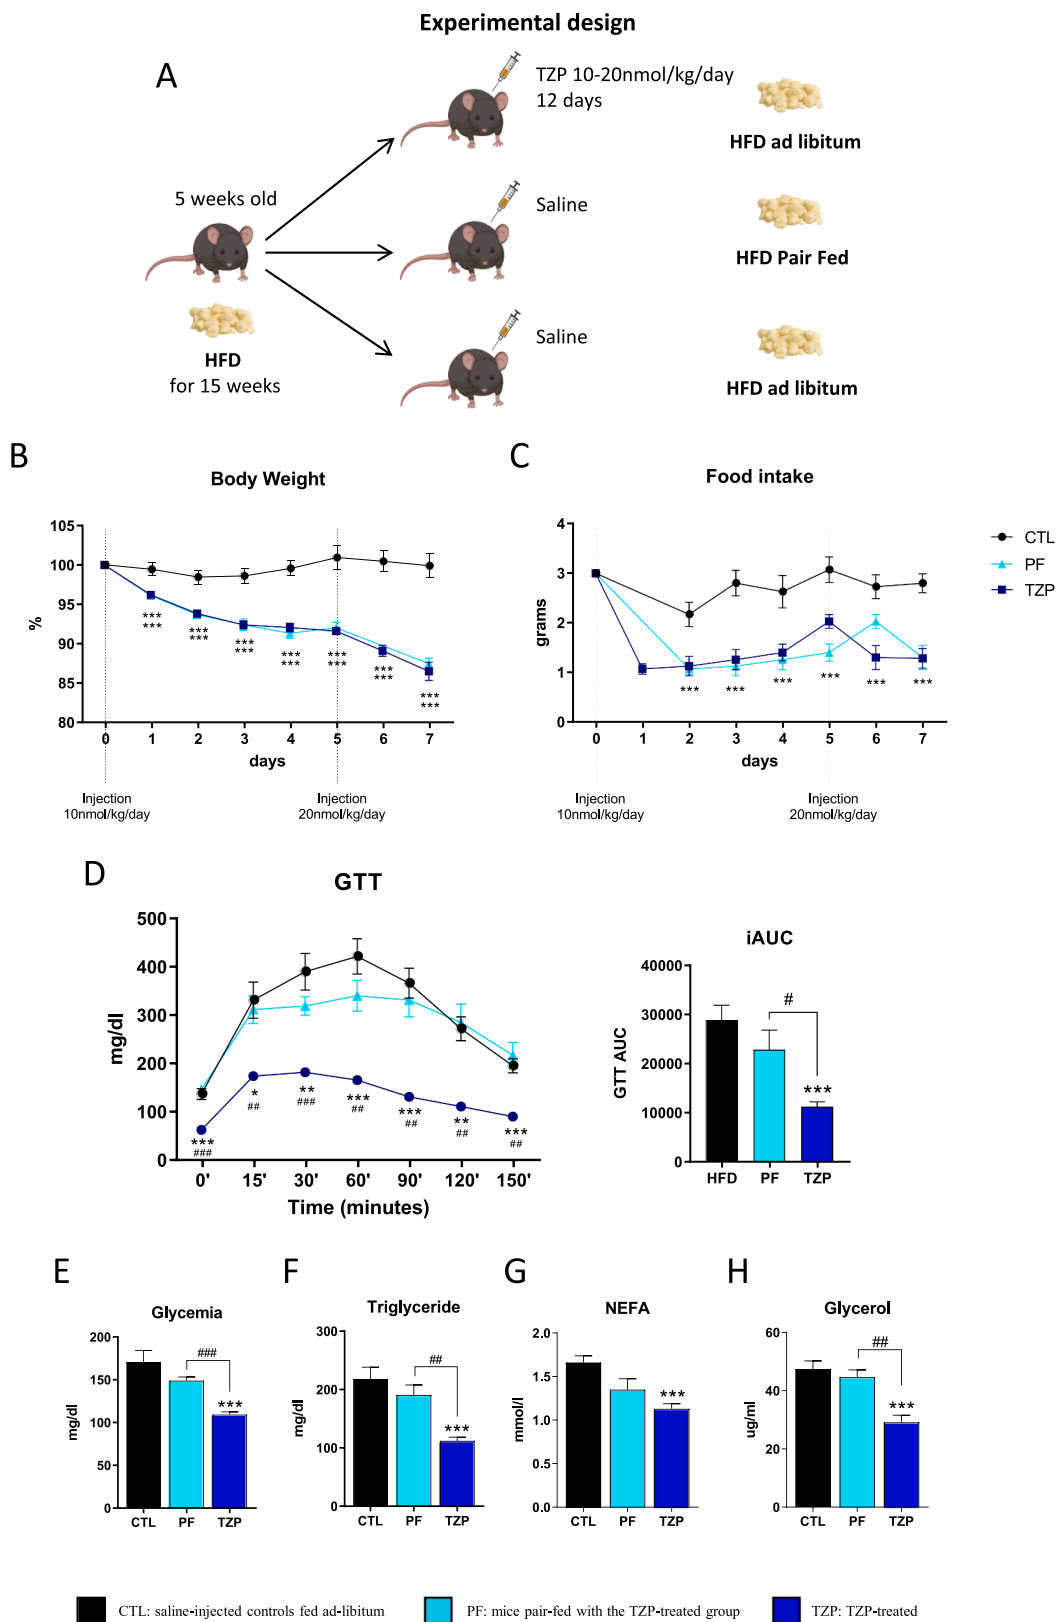 Experimental design
A
TZP 10-20nmol/kg/day
12 days
HFD ad libitum
5 weeks old
Saline
HFD Pair Fed
HFD
for 15 weeks
Saline
HFD ad libitum
B
Body Weight
105
100
95
90
85
80
%
*** *** *** *** *** *** ***
*** *** *** *** *** *** ***
0 1 2 3 4 5 6 7
days
Injection
10nmol/kg/day
Injection
20nmol/kg/day
C
Food intake
4
3
2
1
0
grams
*** *** *** *** *** ***
0 1 2 3 4 5 6 7
days
Injection
10nmol/kg/day
Injection
20nmol/kg/day
CTL
PF
TZP
D
GTT
500
400
300
200
100
0
mg/dl
*** * ** *** *** ** ***
### ## ### ## ## ## ##
0' 15' 30' 60' 90' 120' 150'
Time (minutes)
iAUC
40000
30000
20000
10000
0
GTT AUC
#
***
HFD PF TZP
E
Glycemia
200
150
100
50
0
mg/dl
###
***
CTL PF TZP
F
Triglyceride
300
200
100
0
mg/dl
##
***
CTL PF TZP
G
NEFA
2.0
1.5
1.0
0.5
0.0
mmol/l
***
CTL PF TZP
H
Glycerol
60
40
20
0
ug/ml
##
***
CTL PF TZP
CTL: saline-injected controls fed ad-libitum
PF: mice pair-fed with the TZP-treated group
TZP: TZP-treated